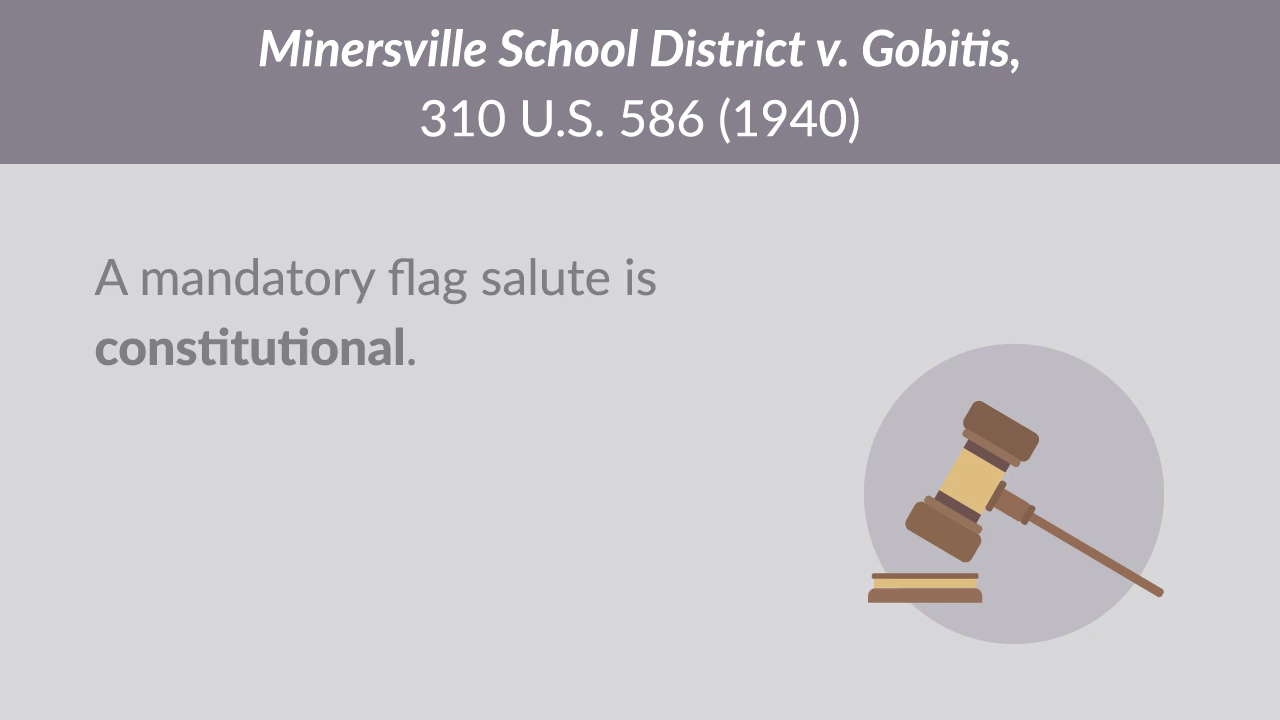 Minersville School District v. Gobitis,
310 U.S. 586 (1940)
A mandatory flag salute is
constitutional.